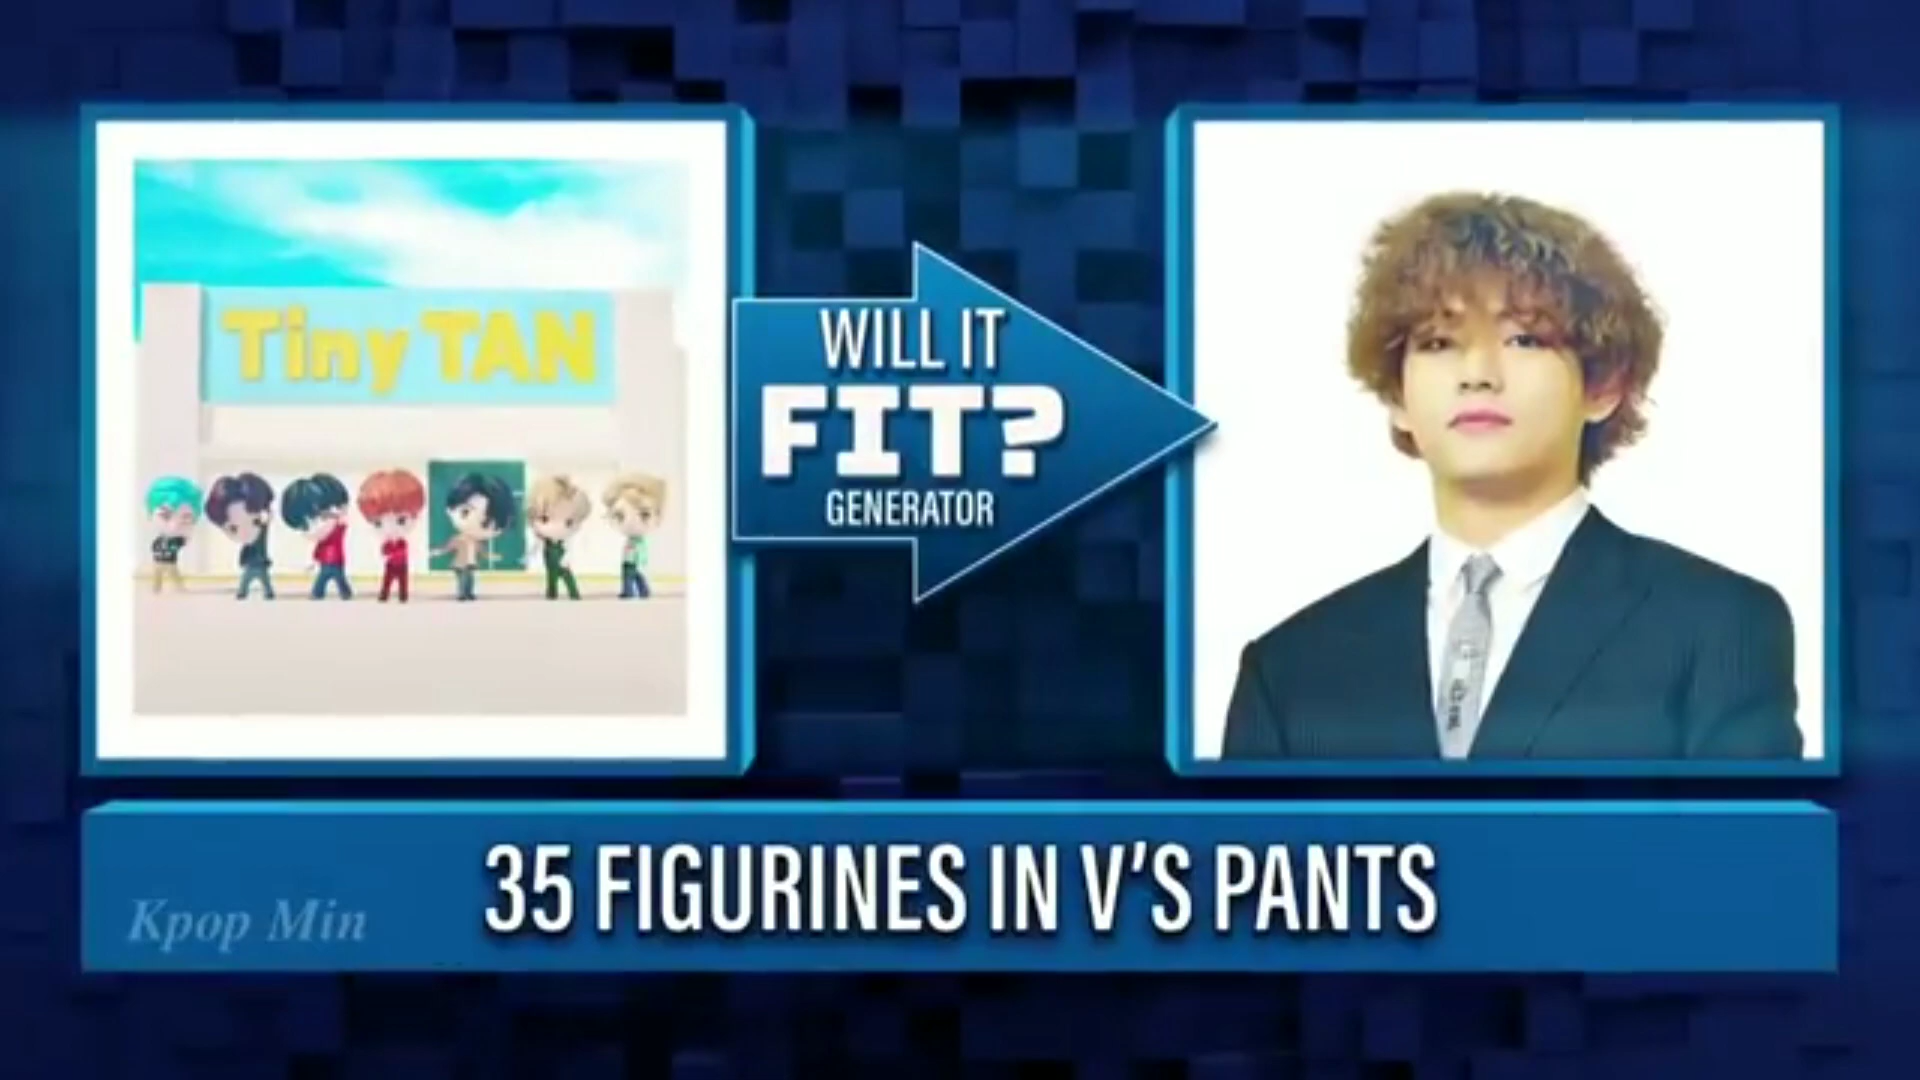 Tiny TAN
WILL IT
FIT?
GENERATOR
35 FIGURINES IN V'S PANTS
Kpop Min